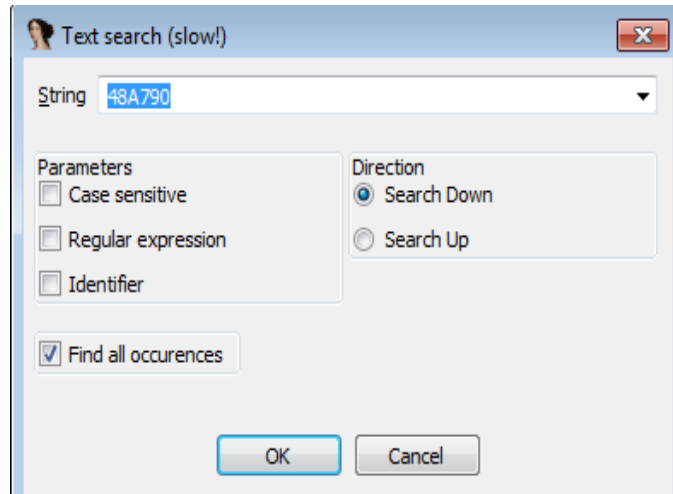 Text search (slow!)
String 48A790
Parameters
Case sensitive
Regular expression
Identifier
Direction
Search Down
Search Up
Find all occurences
OK Cancel